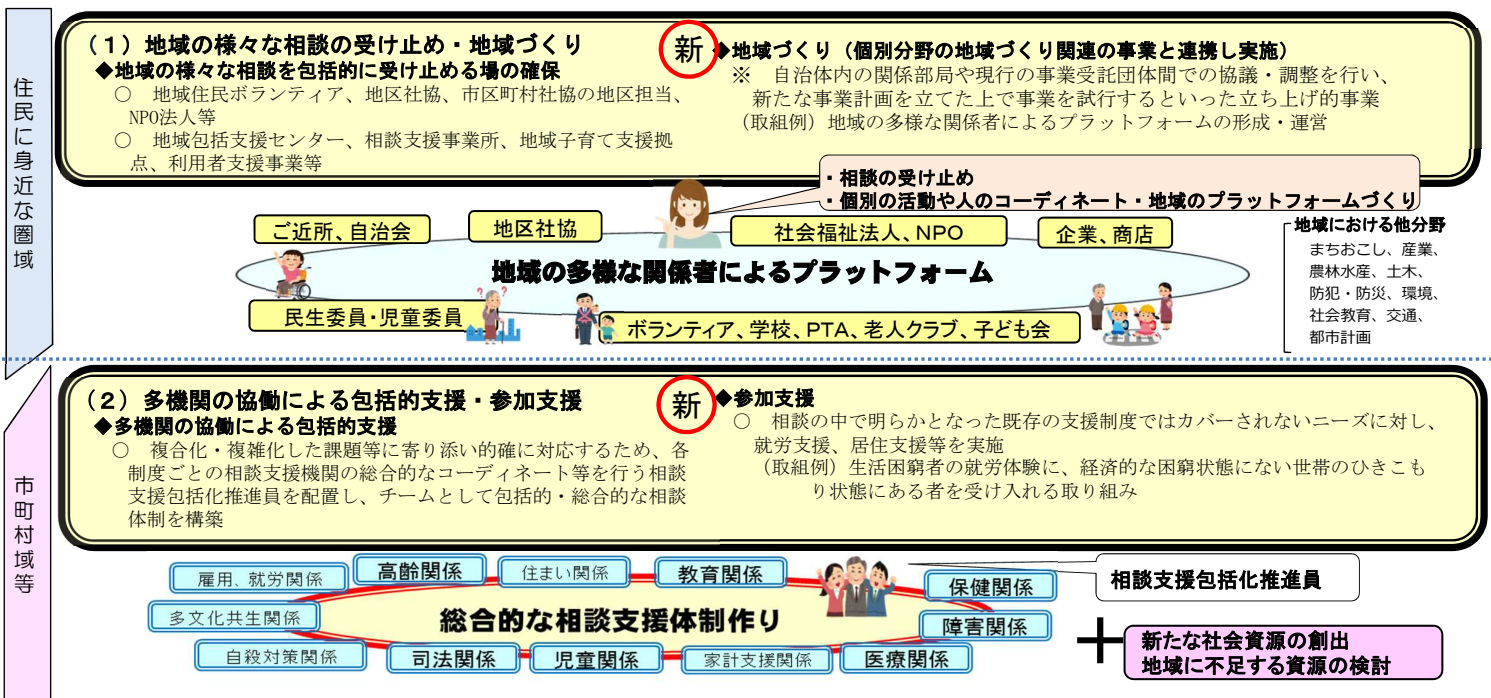 住民に身近な圏域
（１）地域の様々な相談の受け止め・地域づくり
◆地域の様々な相談を包括的に受け止める場の確保
○　地域住民ボランティア、地区社協、市区町村社協の地区担当、
NPO法人等
○　地域包括支援センター、相談支援事業所、地域子育て支援拠
点、利用者支援事業等
新
◆地域づくり（個別分野の地域づくり関連の事業と連携し実施）
※　自治体内の関係部局や現行の事業受託団体間での協議・調整を行い、
新たな事業計画を立てた上で事業を試行するといった立ち上げ的事業
（取組例）地域の多様な関係者によるプラットフォームの形成・運営
・相談の受け止め
・個別の活動や人のコーディネート・地域のプラットフォームづくり
ご近所、自治会
地区社協
社会福祉法人、NPO
企業、商店
地域の多様な関係者によるプラットフォーム
民生委員・児童委員
ボランティア、学校、PTA、老人クラブ、子ども会
地域における他分野
まちおこし、産業、
農林水産、土木、
防犯・防災、環境、
社会教育、交通、
都市計画
市町村域等
（２）多機関の協働による包括的支援・参加支援
◆多機関の協働による包括的支援
○　複合化・複雑化した課題等に寄り添い的確に対応するため、各
制度ごとの相談支援機関の総合的なコーディネート等を行う相談
支援包括化推進員を配置し、チームとして包括的・総合的な相談
体制を構築
新
◆参加支援
○　相談の中で明らかとなった既存の支援制度ではカバーされないニーズに対し、
就労支援、居住支援等を実施
（取組例）生活困窮者の就労体験に、経済的な困窮状態にない世帯のひきこも
り状態にある者を受け入れる取り組み
雇用、就労関係
高齢関係
住まい関係
教育関係
保健関係
多文化共生関係
総合的な相談支援体制作り
障害関係
自殺対策関係
司法関係
児童関係
家計支援関係
医療関係
相談支援包括化推進員
＋
新たな社会資源の創出
地域に不足する資源の検討